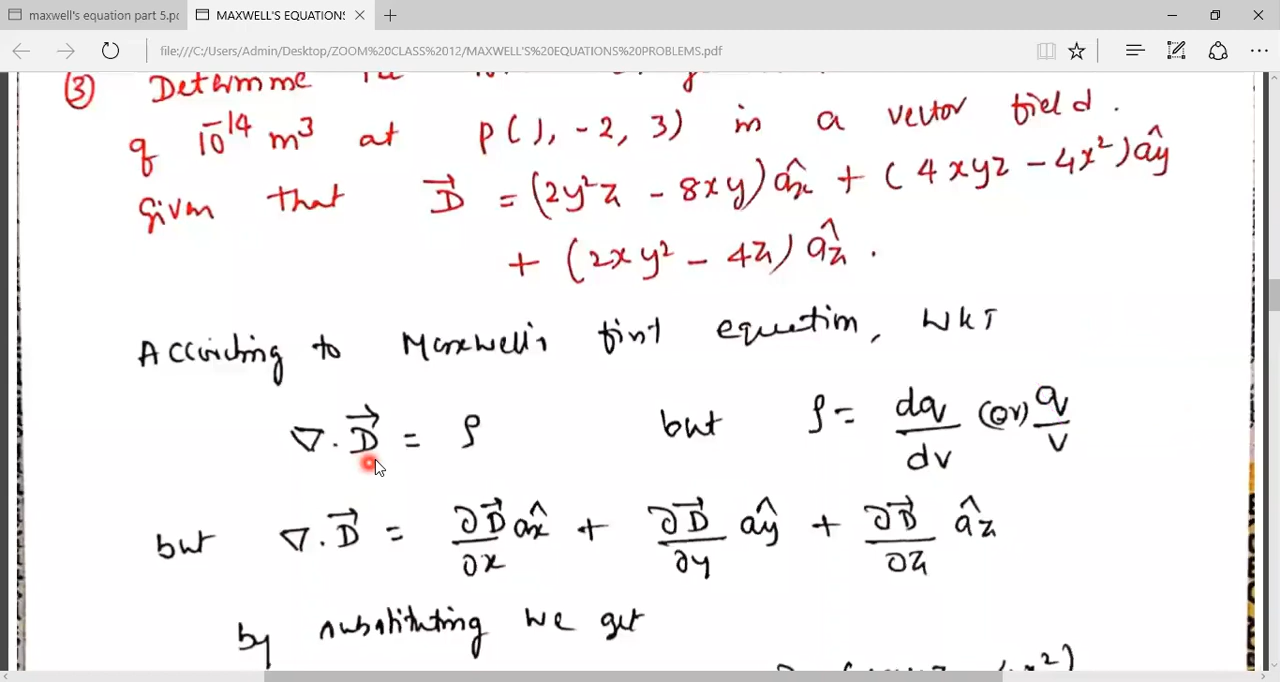 maxwell's equation part 5.pd
MAXWELL'S EQUATIONS
file:///C:/Users/Admin/Desktop/ZOOM%20CLASS%2012/MAXWELL'S%20EQUATIONS%20PROBLEMS.pdf
③ Determine
of 10⁻¹⁴ m³ at P(1, -2, 3) in a vector field.
Given that D⃗ = (2y²z - 8xy) âx + (4xyz - 4x²) ây
+ (2xy² - 4z) âz .
According to Maxwell's first equation, WKT
∇.D⃗ = ρ but ρ = dq/dv (or) q/v
but ∇.D⃗ = ∂D⃗/∂x âx + ∂D⃗/∂y ây + ∂D⃗/∂z âz
by substituting we get